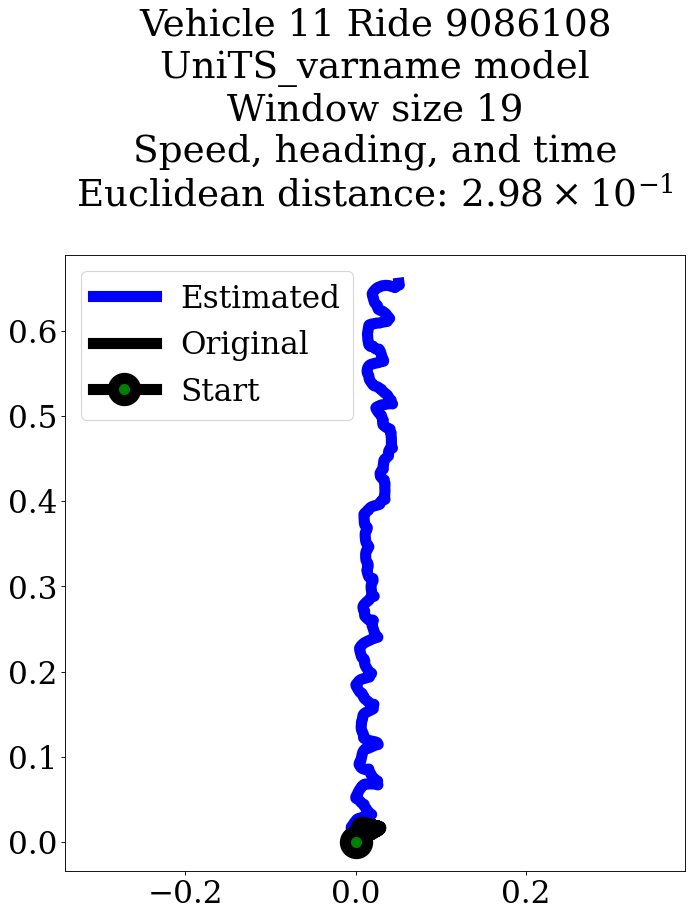 Vehicle 11 Ride 9086108
UniTS_varname model
Window size 19
Speed, heading, and time
Euclidean distance: 2.98 × 10⁻¹
Estimated
Original
Start
0.6
0.5
0.4
0.3
0.2
0.1
0.0
−0.2 0.0 0.2